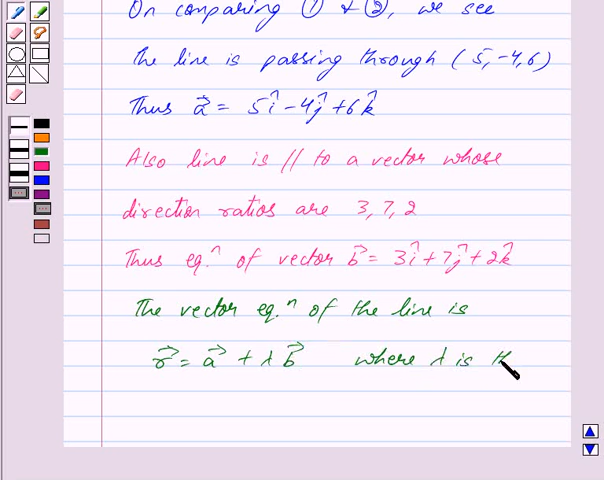 On comparing ① & ②, we see
the line is passing through (5, -4, 6)
Thus a⃗ = 5î - 4ĵ + 6k̂
Also line is // to a vector whose
direction ratios are 3, 7, 2
Thus eq.ⁿ of vector b⃗ = 3î + 7ĵ + 2k̂
The vector eq.ⁿ of the line is
r⃗ = a⃗ + λ b⃗ where λ is th